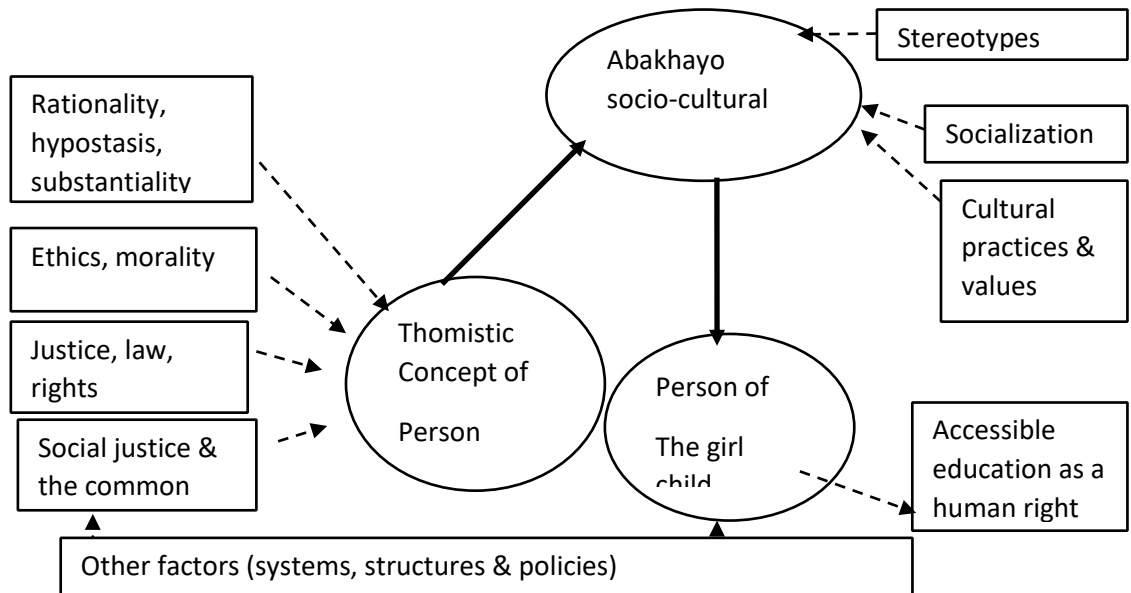 Stereotypes
Abakhayo
socio-cultural
Rationality,
hypostasis,
substantiality
Socialization
Cultural
practices &
values
Ethics, morality
Justice, law,
rights
Thomistic
Concept of
Person
Person of
The girl
child
Social justice &
the common
Accessible
education as a
human right
Other factors (systems, structures & policies)